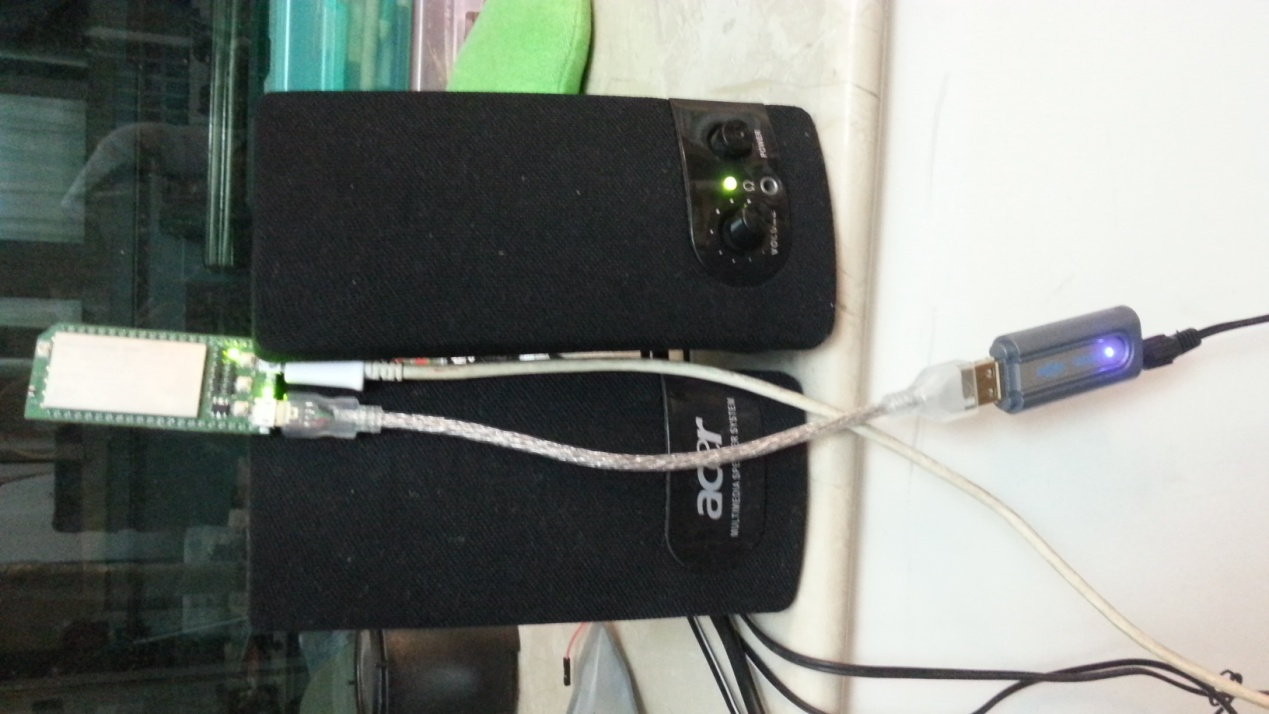 POWER
VOLUME
acer
MULTIMEDIA SPEAKER SYSTEM